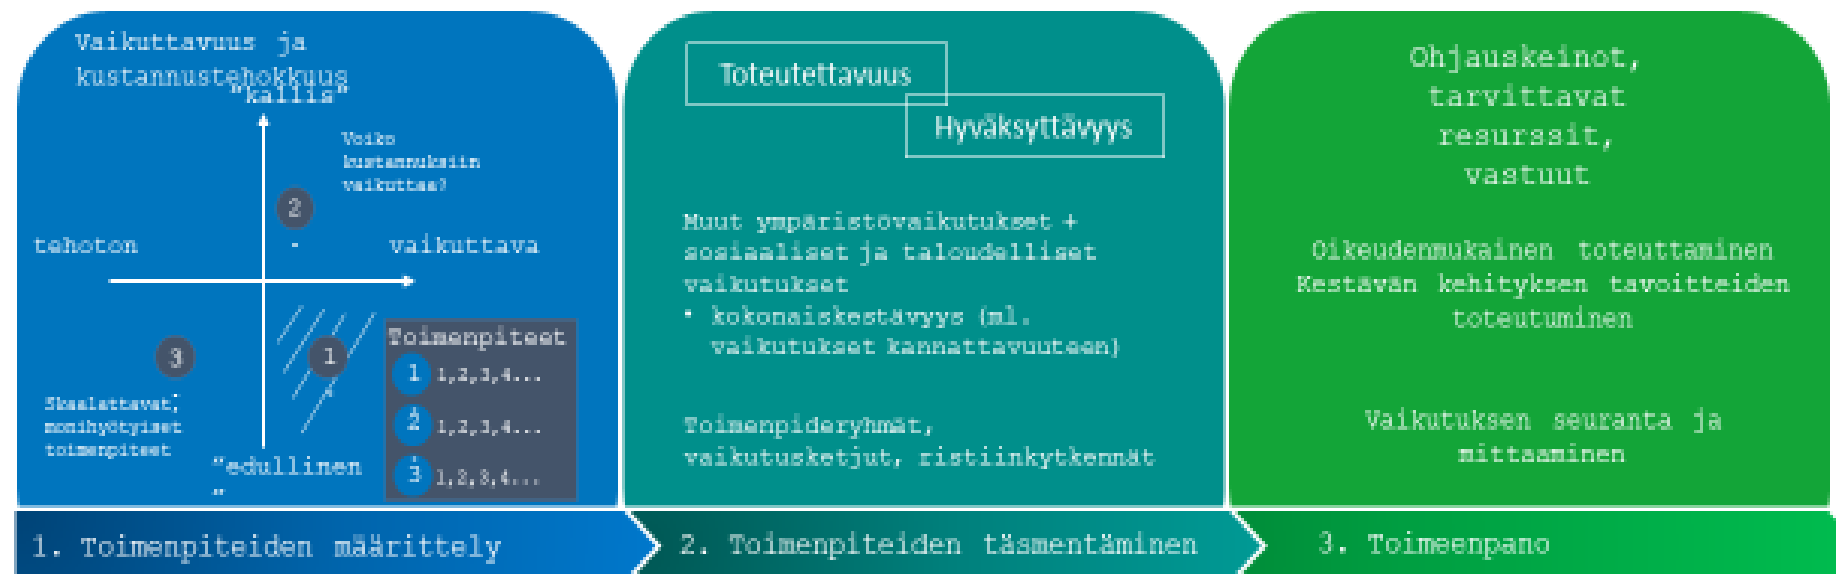 Vaikuttavuus ja
kustannustehokkuus
"kallis"
Voiko
kustannuksiin
vaikuttaa?
2
tehoton
vaikuttava
3
1
Skaalattavat,
monihyötyiset
toimenpiteet
"edullinen
"
Toimenpiteet
1 1,2,3,4...
2 1,2,3,4...
3 1,2,3,4...
1. Toimenpiteiden määrittely
Toteutettavuus
Hyväksyttävyys
Muut ympäristövaikutukset +
sosiaaliset ja taloudelliset
vaikutukset
• kokonaiskestävyys (ml.
vaikutukset kannattavuuteen)
Toimenpideryhmät,
vaikutusketjut, ristiinkytkennät
2. Toimenpiteiden täsmentäminen
Ohjauskeinot,
tarvittavat
resurssit,
vastuut
Oikeudenmukainen toteuttaminen
Kestävän kehityksen tavoitteiden
toteutuminen
Vaikutuksen seuranta ja
mittaaminen
3. Toimeenpano